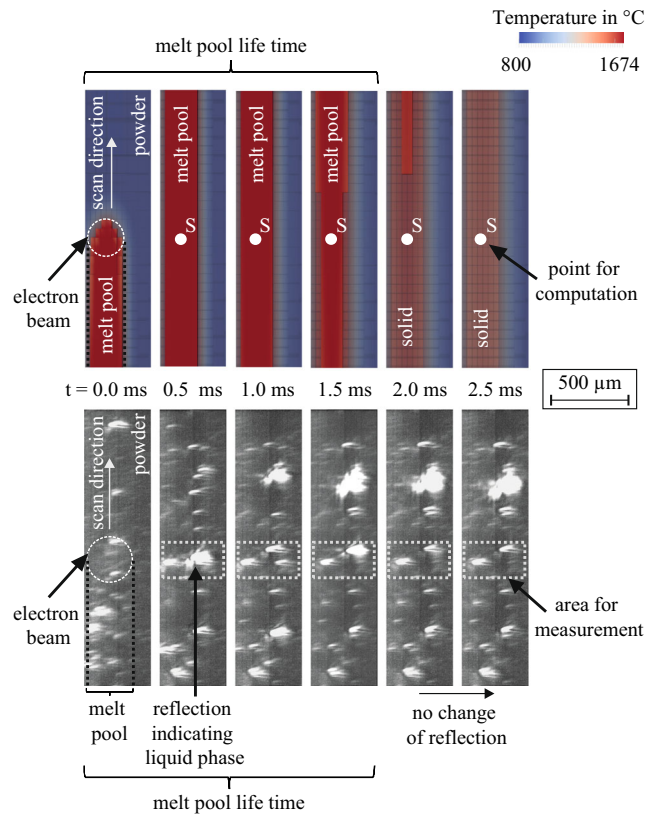 Temperature in °C
800 1674
melt pool life time
scan direction
powder
melt pool
melt pool
S
melt pool
S
melt pool
S
solid
S
solid
S
electron
beam
point for
computation
t = 0.0 ms 0.5 ms 1.0 ms 1.5 ms 2.0 ms 2.5 ms
500 µm
scan direction
powder
electron
beam
area for
measurement
melt
pool
reflection
indicating
liquid phase
no change
of reflection
melt pool life time